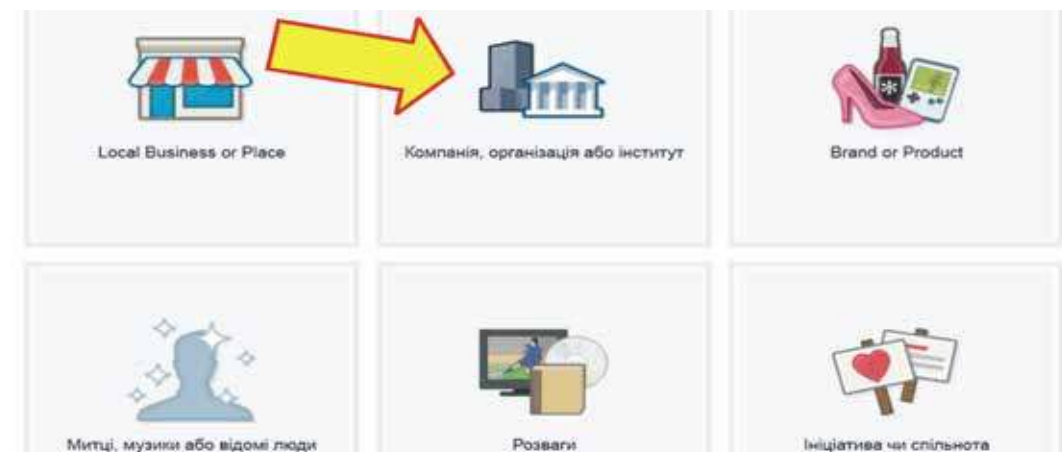 Local Business or Place
Компанія, організація або інститут
Brand or Product
Митці, музики або відомі люди
Розваги
Ініціатива чи спільнота